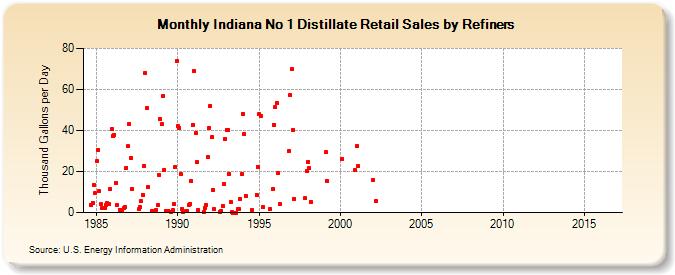 Monthly Indiana No 1 Distillate Retail Sales by Refiners
Thousand Gallons per Day
80
60
40
20
0
1985 1990 1995 2000 2005 2010 2015
Source: U.S. Energy Information Administration